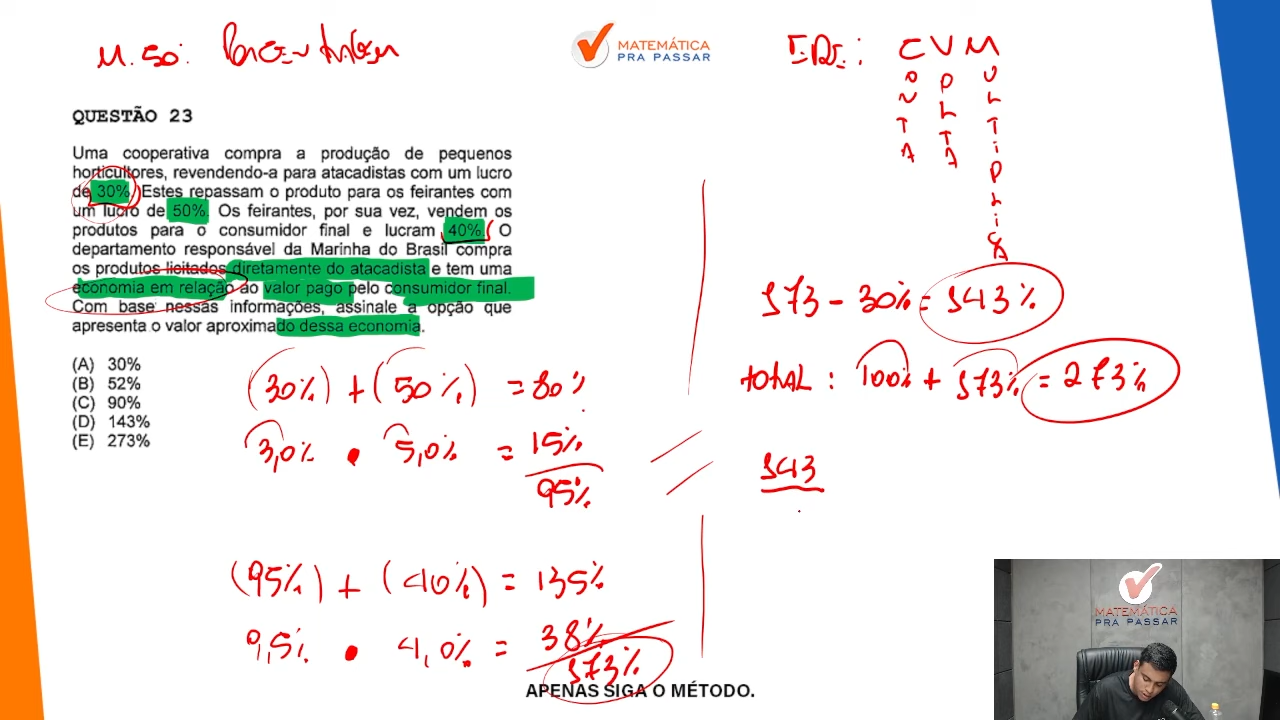 M. SO: Porcentagem
MATEMÁTICA
PRA PASSAR
IDI: CVM
CONTA
VOLTA
MULTIPLICA
QUESTÃO 23
Uma cooperativa compra a produção de pequenos
horticultores, revendendo-a para atacadistas com um lucro
de 30%. Estes repassam o produto para os feirantes com
um lucro de 50%. Os feirantes, por sua vez, vendem os
produtos para o consumidor final e lucram 40%. O
departamento responsável da Marinha do Brasil compra
os produtos licitados diretamente do atacadista e tem uma
economia em relação ao valor pago pelo consumidor final.
Com base nessas informações, assinale a opção que
apresenta o valor aproximado dessa economia.
(A) 30%
(B) 52%
(C) 90%
(D) 143%
(E) 273%
(30%) + (50%) = 80%
3,0% • 5,0% = 15%
95%
(95%) + (40%) = 135%
9,5% • 4,0% = 38%
173%
173 - 30% = 143%
TOTAL: 100% + 173% = 273%
143
MATEMÁTICA
PRA PASSAR
APENAS SIGA O MÉTODO.